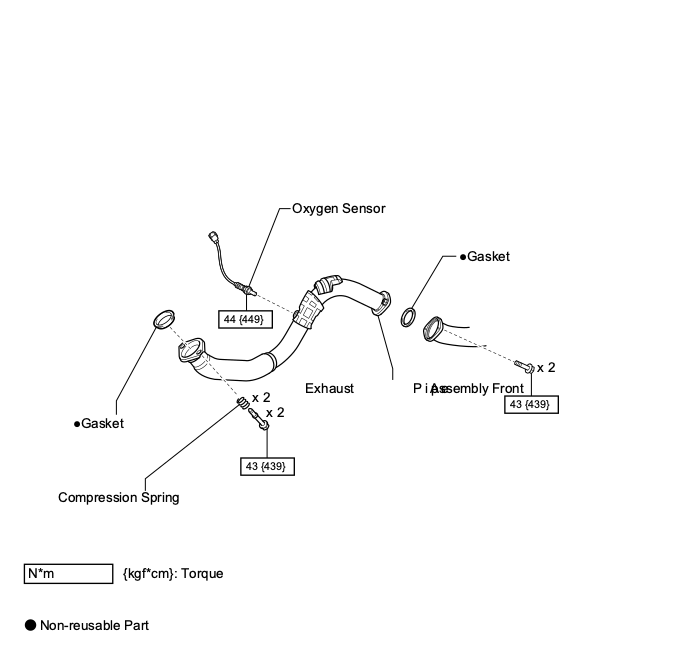 Oxygen Sensor
●Gasket
44 {449}
x 2
Exhaust Pipe Assembly Front
x 2
43 {439}
x 2
●Gasket
43 {439}
Compression Spring
N*m {kgf*cm}: Torque
● Non-reusable Part